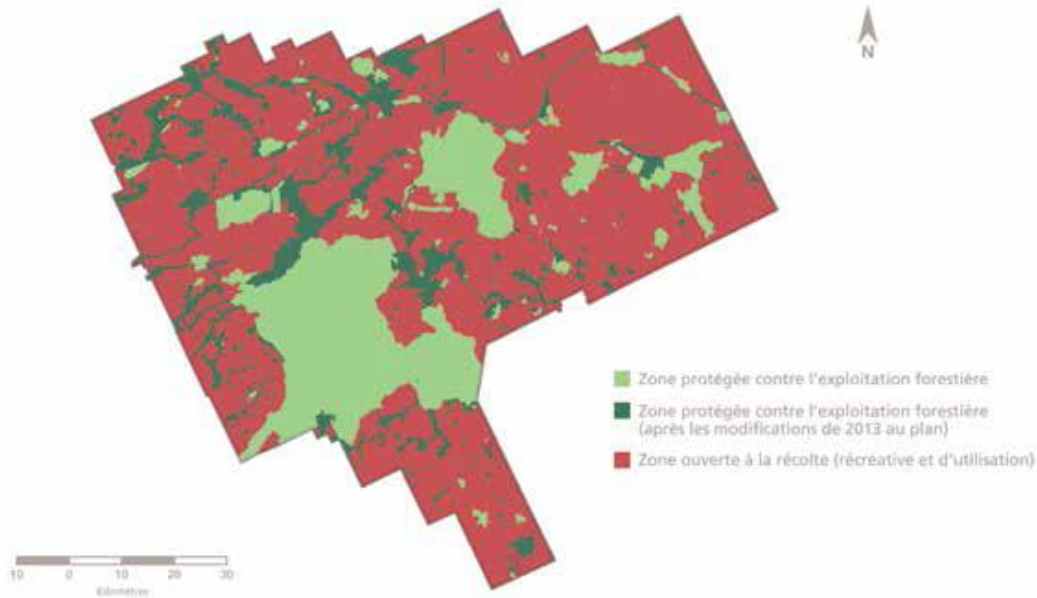 N
Zone protégée contre l'exploitation forestière
Zone protégée contre l'exploitation forestière
(après les modifications de 2013 au plan)
Zone ouverte à la récolte (récréative et d'utilisation)
10 0 10 20 30
Kilomètres